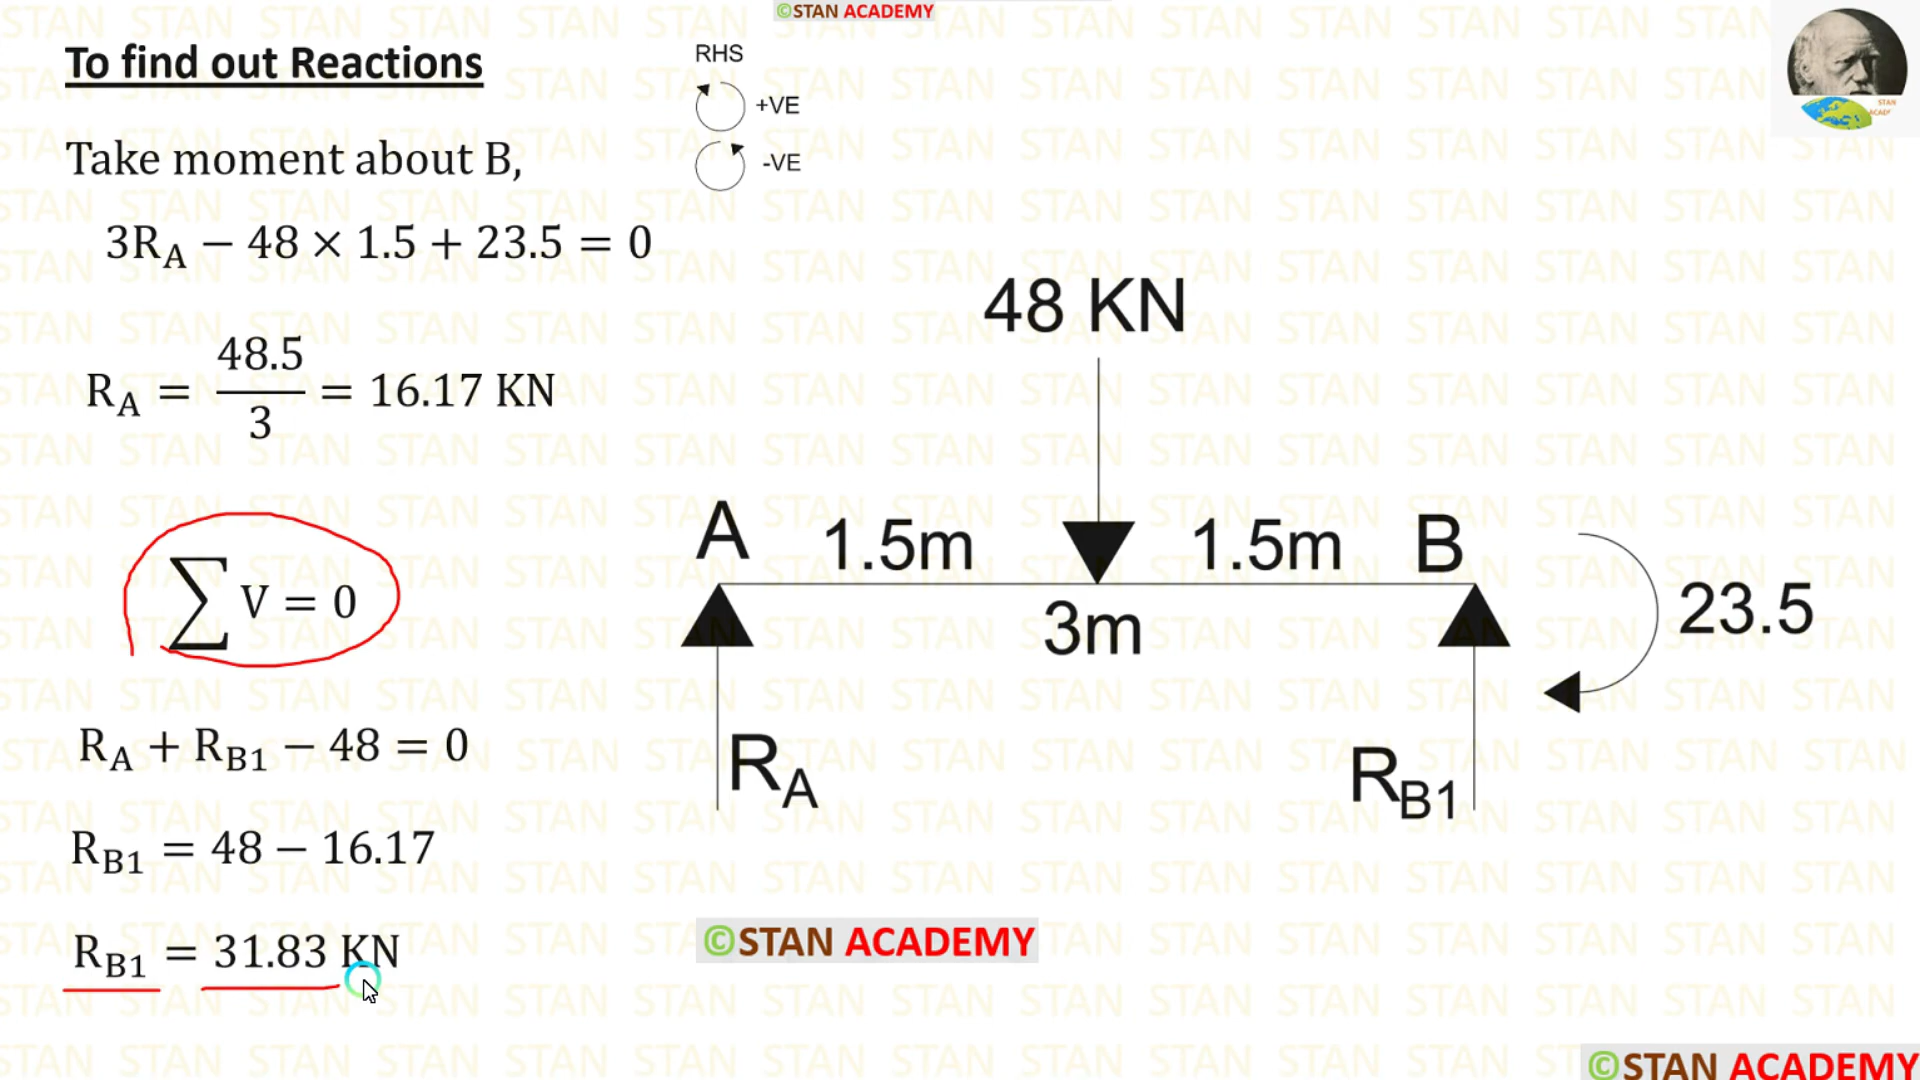 ©STAN ACADEMY
To find out Reactions
RHS
+VE
-VE
Take moment about B,
3R_A − 48 × 1.5 + 23.5 = 0
R_A = 48.5/3 = 16.17 KN
∑ V = 0
R_A + R_B1 − 48 = 0
R_B1 = 48 − 16.17
R_B1 = 31.83 KN
48 KN
A 1.5m 1.5m B
3m
23.5
R_A R_B1
©STAN ACADEMY
©STAN ACADEMY
STAN